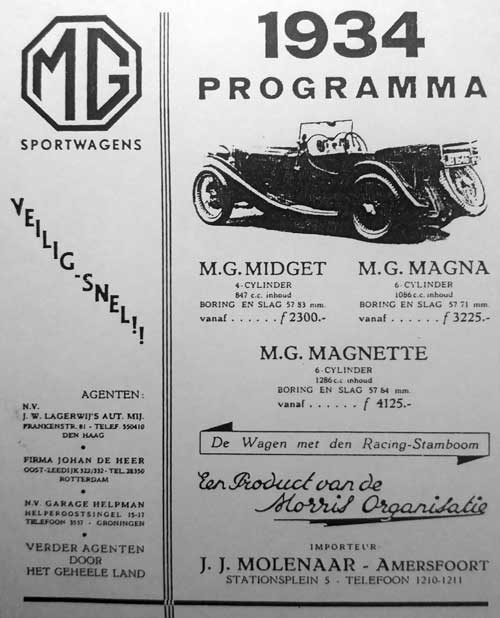 MG
SPORTWAGENS
VEILIG-SNEL!!
AGENTEN:
N.V.
J. W. LAGERWIJ'S AUT. MIJ.
FRANKENSTR. 81 - TELEF. 550410
DEN HAAG
FIRMA JOHAN DE HEER
OOST-ZEEDIJK 322/332 - TEL. 28350
ROTTERDAM
N.V. GARAGE HELPMAN
HELPEROOSTSINGEL 15-17
TELEFOON 3537 - GRONINGEN
VERDER AGENTEN
DOOR
HET GEHEELE LAND
1934
PROGRAMMA
M.G. MIDGET
4-CYLINDER
847 c.c. inhoud
BORING EN SLAG 57 83 mm.
vanaf . . . . . . f 2300.-
M.G. MAGNA
6-CYLINDER
1086 c.c. inhoud
BORING EN SLAG 57 71 mm.
vanaf . . . . . . f 3225.-
M.G. MAGNETTE
6-CYLINDER
1286 c.c. inhoud
BORING EN SLAG 57 84 mm.
vanaf . . . . . . f 4125.-
De Wagen met den Racing-Stamboom
Een Product van de
Morris Organisatie
IMPORTEUR:
J. J. MOLENAAR - AMERSFOORT
STATIONSPLEIN 5 - TELEFOON 1210-1211